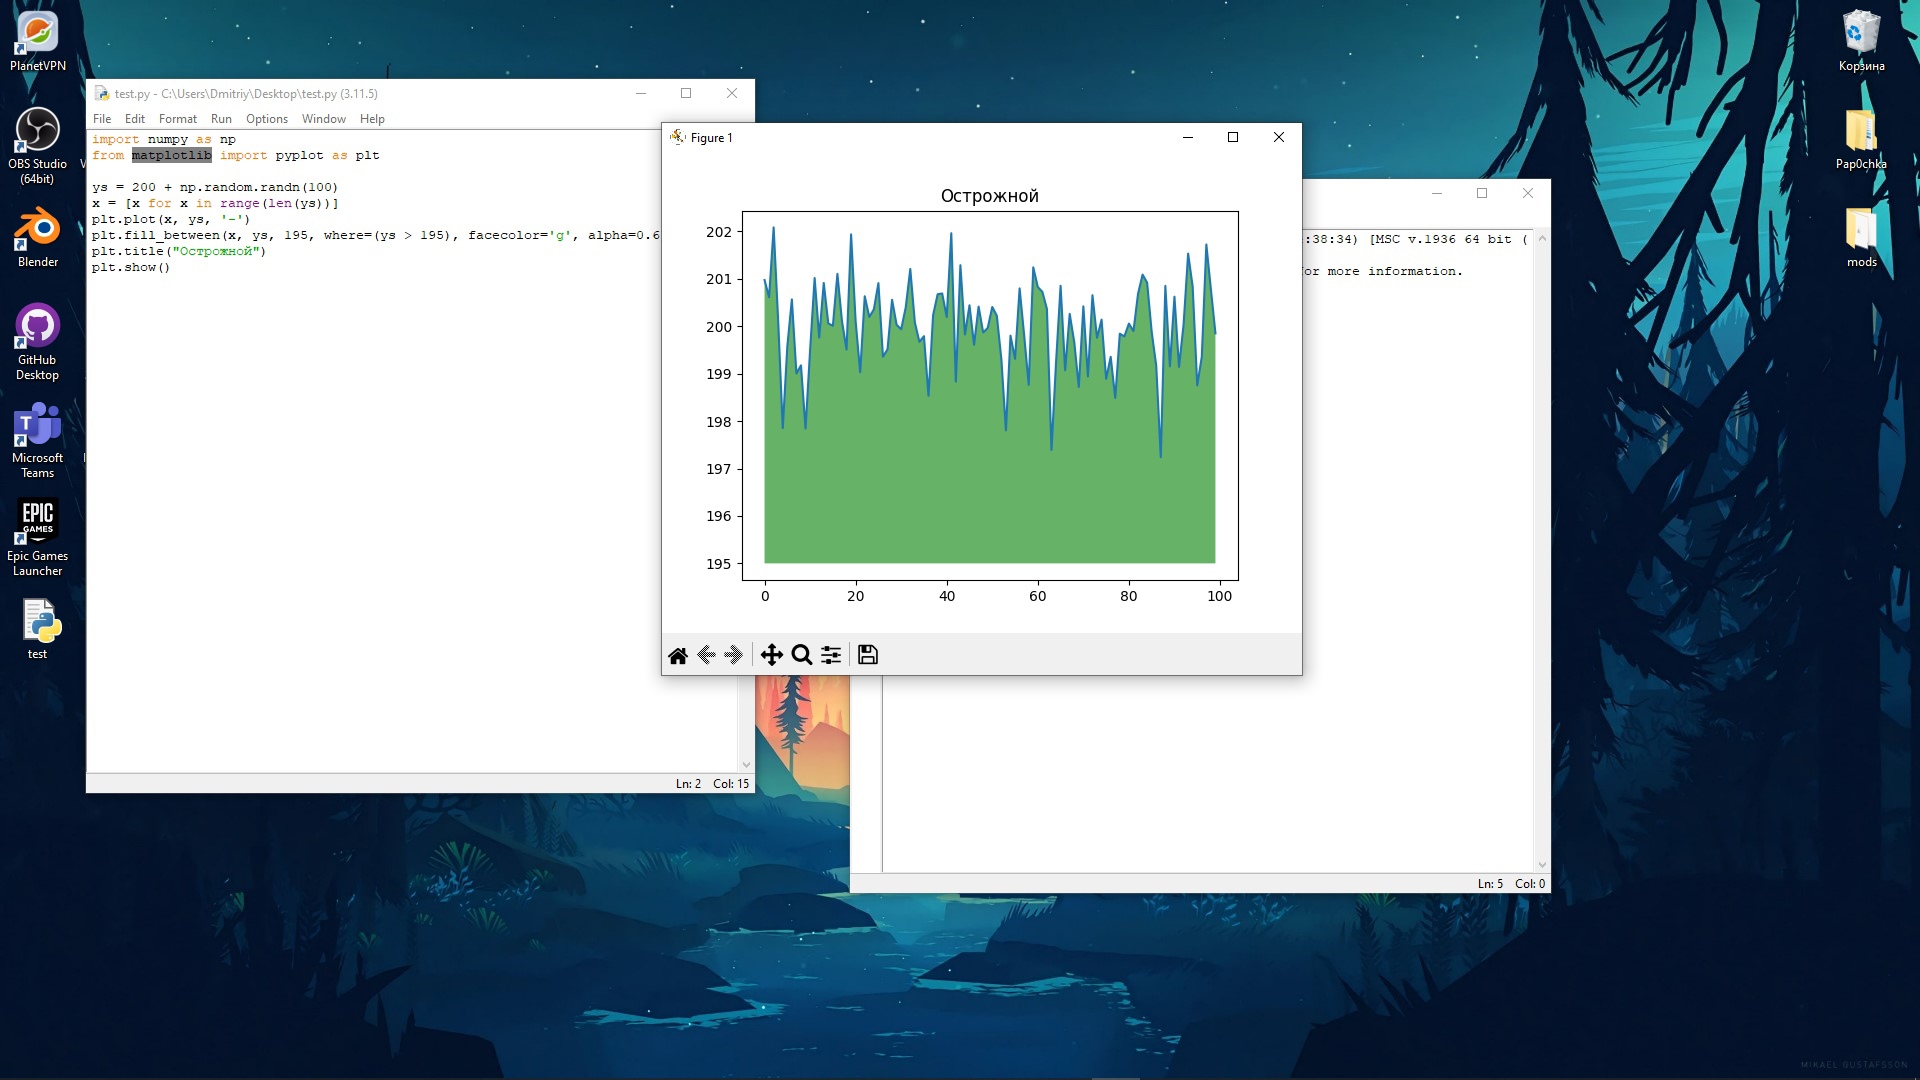 PlanetVPN
OBS Studio
(64bit)
Blender
GitHub
Desktop
Microsoft
Teams
EPIC
GAMES
Epic Games
Launcher
test
test.py - C:\Users\Dmitriy\Desktop\test.py (3.11.5)
File Edit Format Run Options Window Help
import numpy as np
from matplotlib import pyplot as plt
ys = 200 + np.random.randn(100)
x = [x for x in range(len(ys))]
plt.plot(x, ys, '-')
plt.fill_between(x, ys, 195, where=(ys > 195), facecolor='g', alpha=0.6
plt.title("Острожной")
plt.show()
Ln: 2 Col: 15
Figure 1
Острожной
202
201
200
199
198
197
196
195
0 20 40 60 80 100
:38:34) [MSC v.1936 64 bit (
for more information.
Ln: 5 Col: 0
Корзина
Pap0chka
mods
MIKAEL GUSTAFSSON